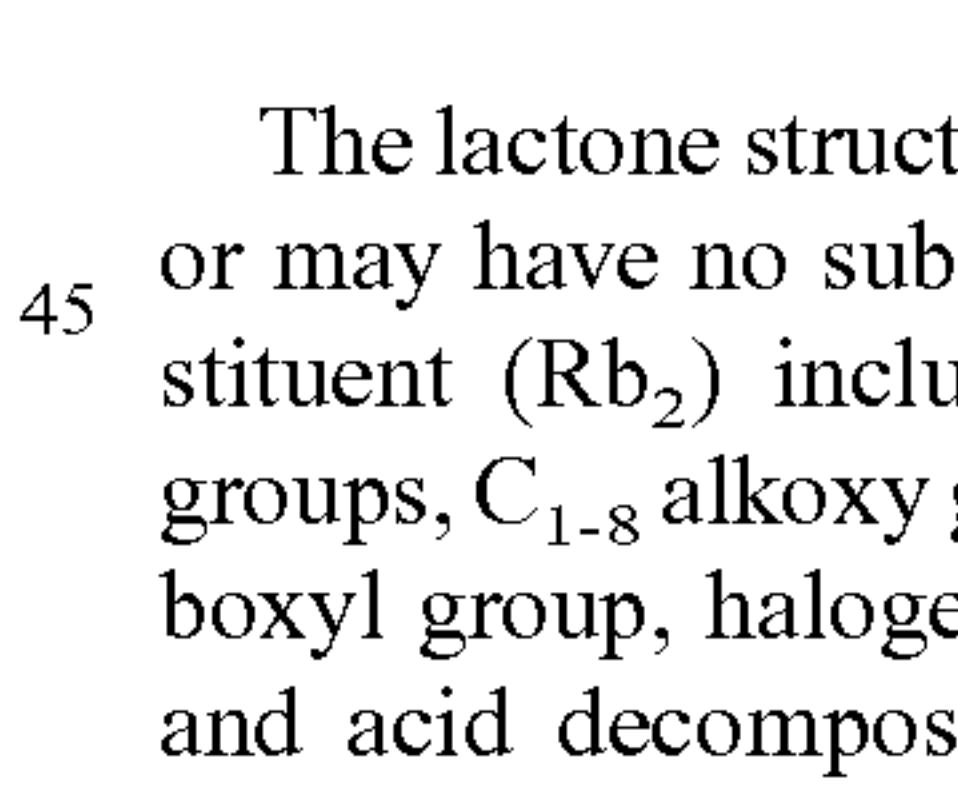 The lactone struct
or may have no sub
45
stituent (Rb₂) inclu
groups, C₁₋₈ alkoxy
boxyl group, haloge
and acid decompos